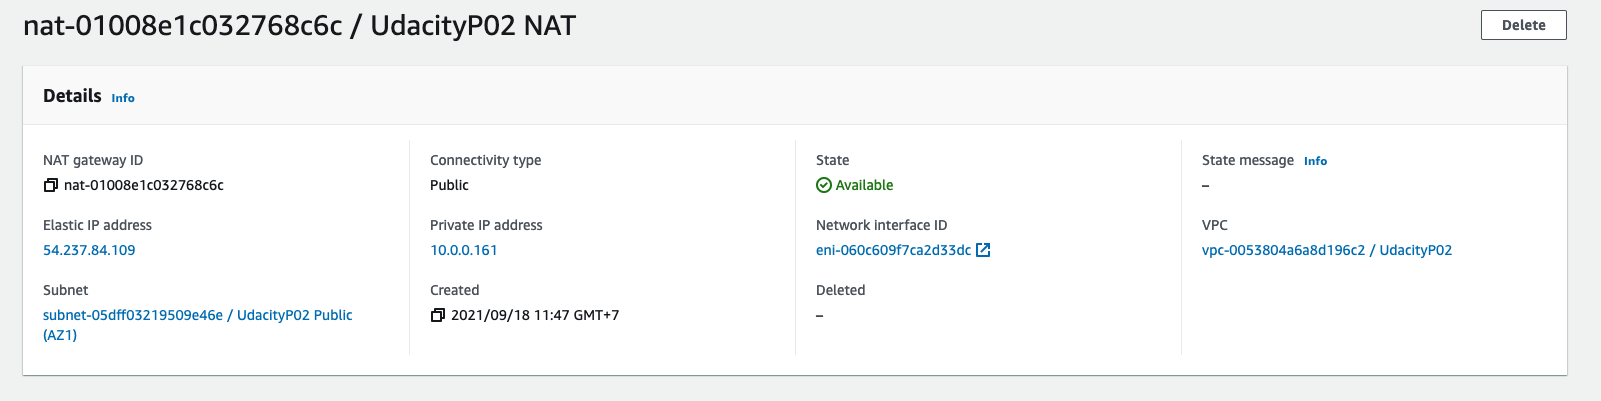 nat-01008e1c032768c6c / UdacityP02 NAT
Delete
Details Info
NAT gateway ID
nat-01008e1c032768c6c
Connectivity type
Public
State
Available
State message Info
–
Elastic IP address
54.237.84.109
Private IP address
10.0.0.161
Network interface ID
eni-060c609f7ca2d33dc
VPC
vpc-0053804a6a8d196c2 / UdacityP02
Subnet
subnet-05dff03219509e46e / UdacityP02 Public
(AZ1)
Created
2021/09/18 11:47 GMT+7
Deleted
–